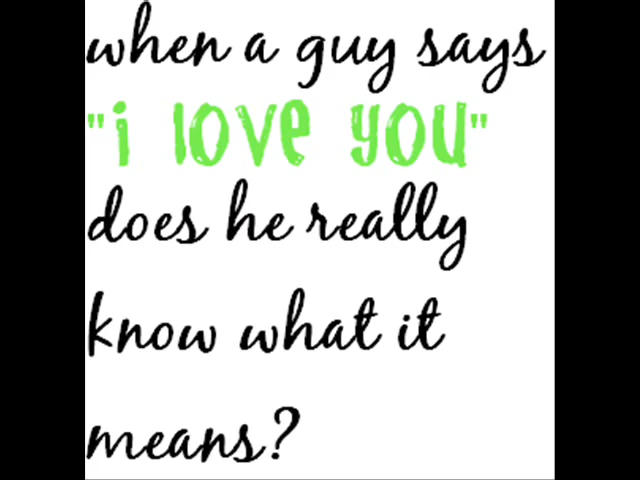 when a guy says
"i love you"
does he really
know what it
means?